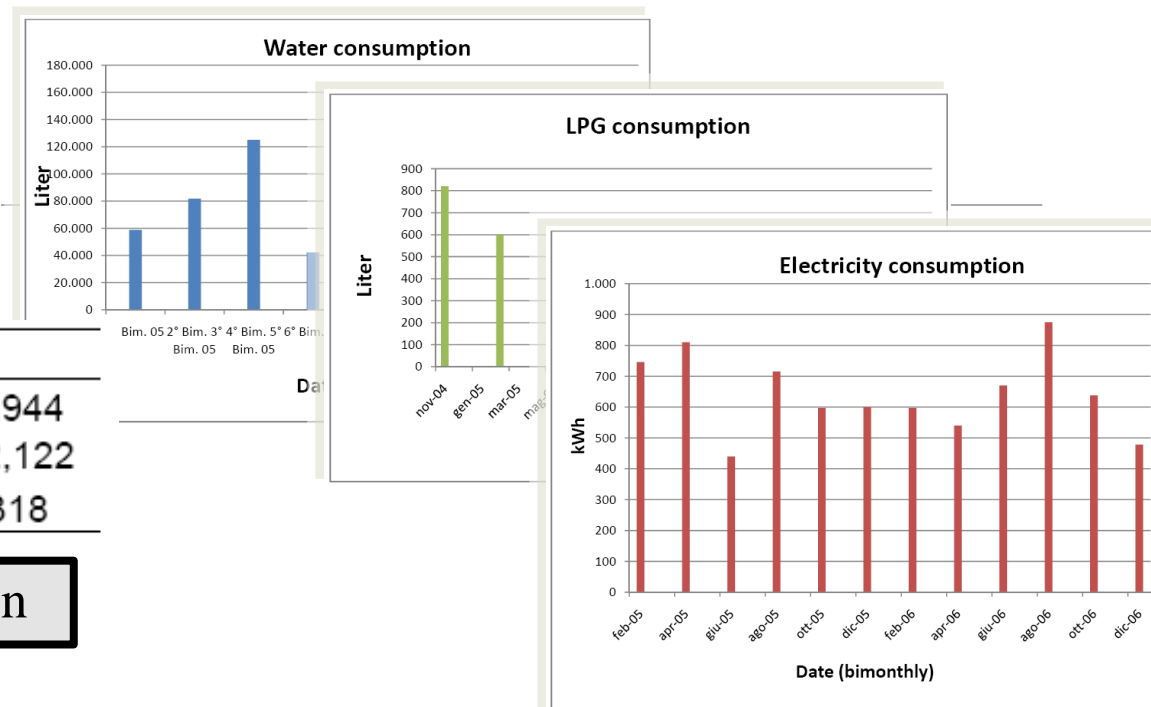 Water consumption
180.000
160.000
140.000
120.000
100.000
80.000
60.000
40.000
20.000
0
Liter
Bim. 05 2° Bim. 3° 4° Bim. 5° 6° Bim.
Bim. 05 Bim. 05
LPG consumption
900
800
700
600
500
400
300
200
100
0
Liter
nov-04 gen-05 mar-05
Electricity consumption
1.000
900
800
700
600
500
400
300
200
100
0
kWh
feb-05 apr-05 giu-05 ago-05 ott-05 dic-05 feb-06 apr-06 giu-06 ago-06 ott-06 dic-06
Date (bimonthly)
944
,122
318
n